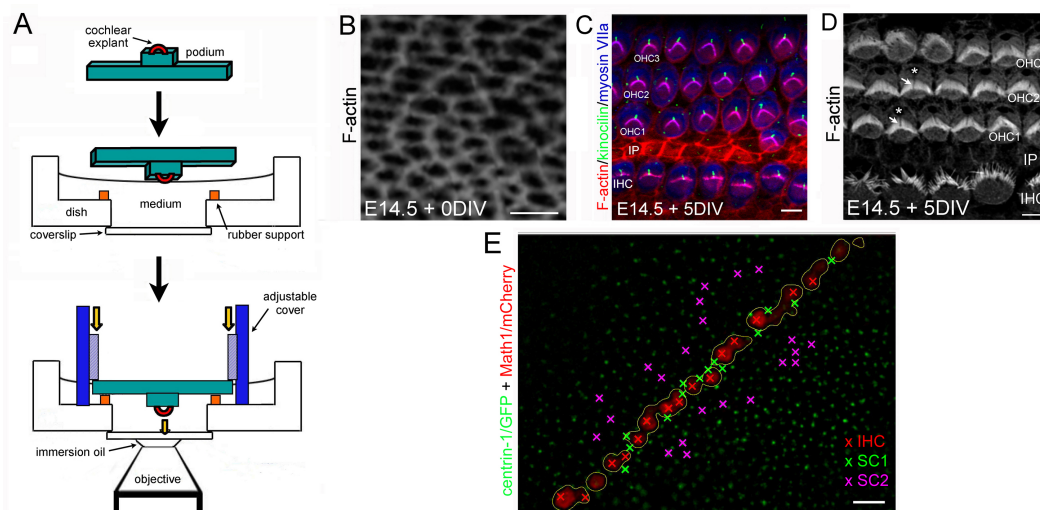 A
cochlear
explant
podium
medium
dish
coverslip
rubber support
adjustable
cover
immersion oil
objective
B
F-actin
E14.5 + 0DIV
C
F-actin/kinocilin/myosin VIIa
OHC3
OHC2
OHC1
IP
IHC
E14.5 + 5DIV
D
F-actin
OHC
OHC2
*
*
OHC1
IP
IHC
E14.5 + 5DIV
E
centrin-1/GFP + Math1/mCherry
x IHC
x SC1
x SC2